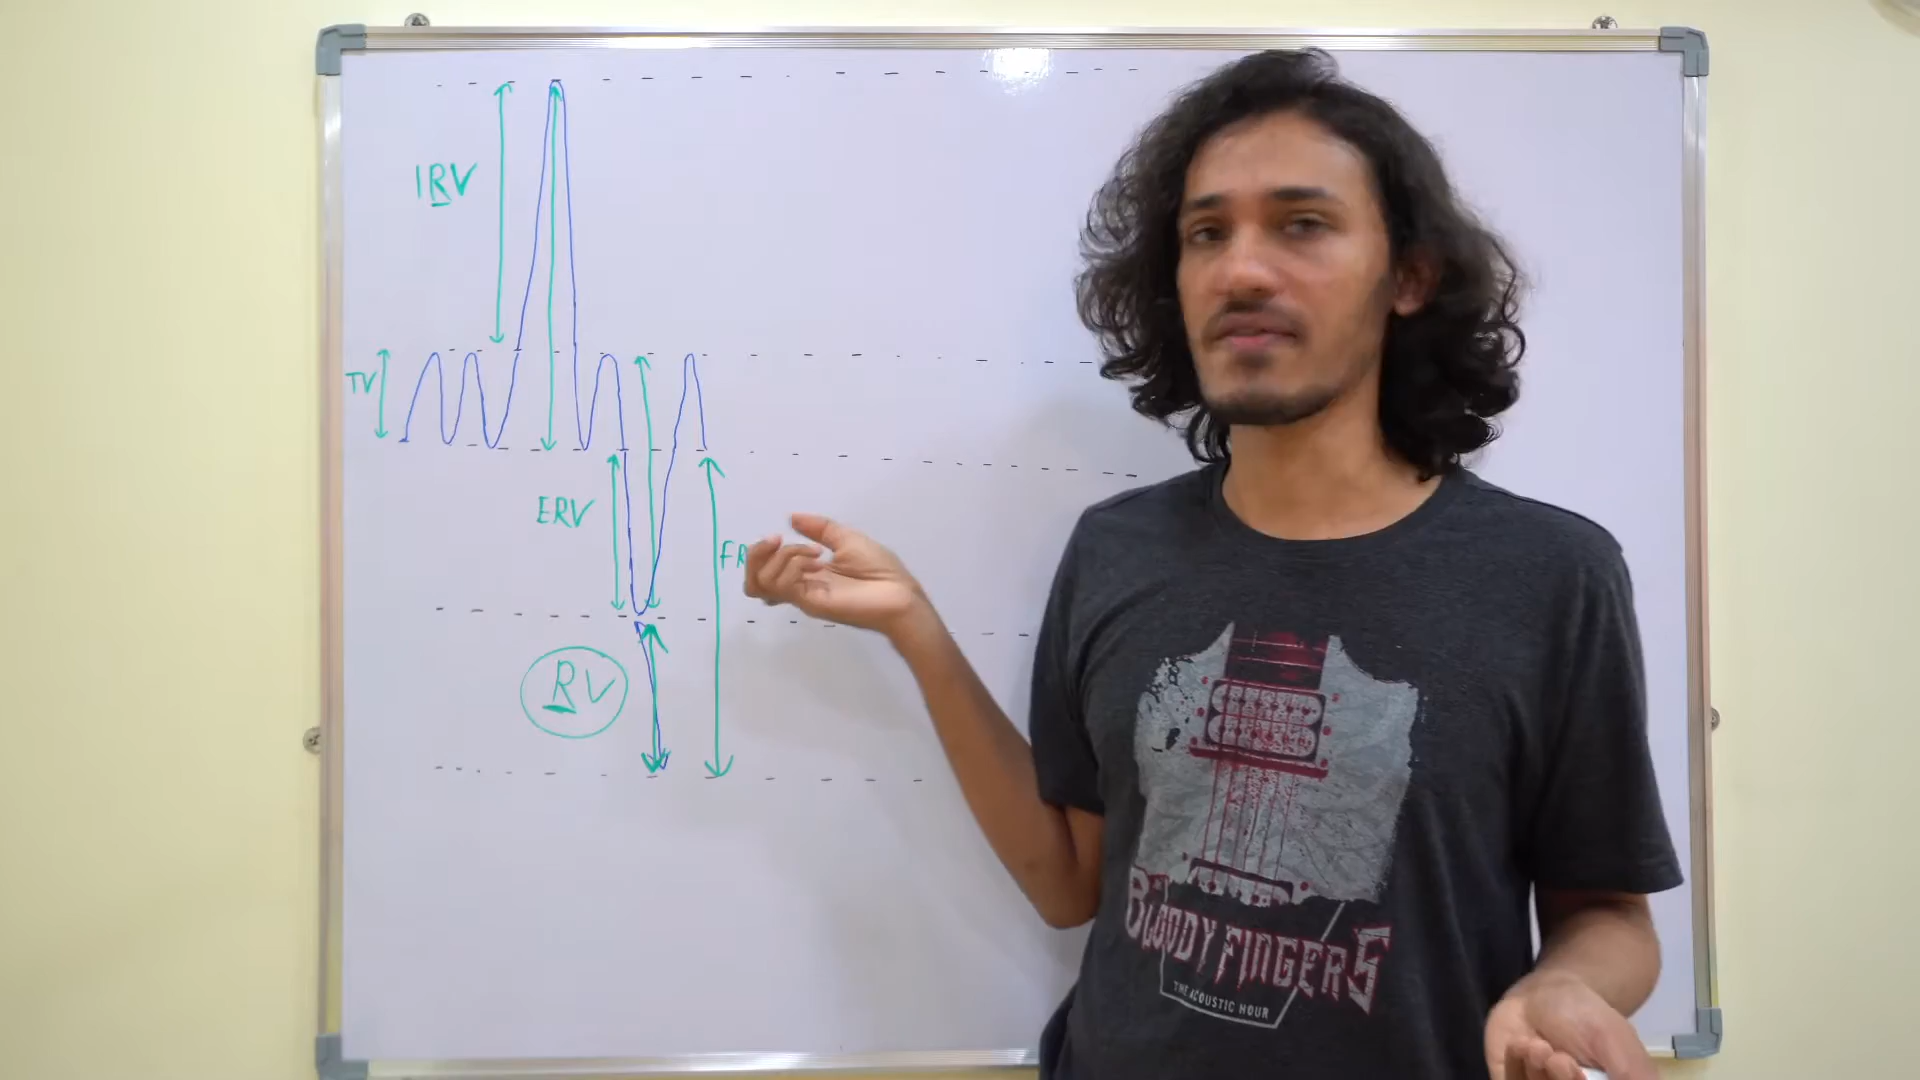 IRV
TV
ERV
RV
BLOODY FINGERS
THE ACOUSTIC HOUR